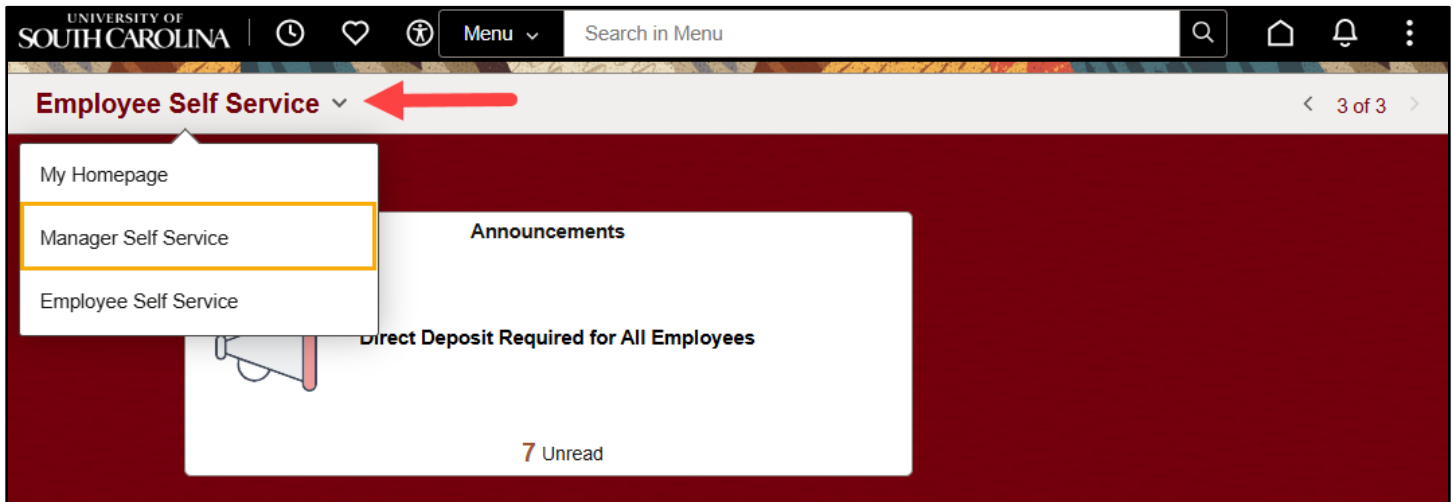 UNIVERSITY OF
SOUTH CAROLINA
Menu
Search in Menu
Employee Self Service
3 of 3
My Homepage
Manager Self Service
Employee Self Service
Announcements
Direct Deposit Required for All Employees
7 Unread